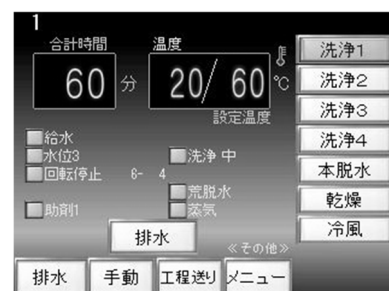 1
合計時間 温度
60 分 20/ 60 ℃
設定温度
給水
水位3 洗浄 中
回転停止 6- 4
荒脱水
助剤1 蒸気
排水
≪その他≫
排水 手動 工程送り メニュー
洗浄1
洗浄2
洗浄3
洗浄4
本脱水
乾燥
冷風